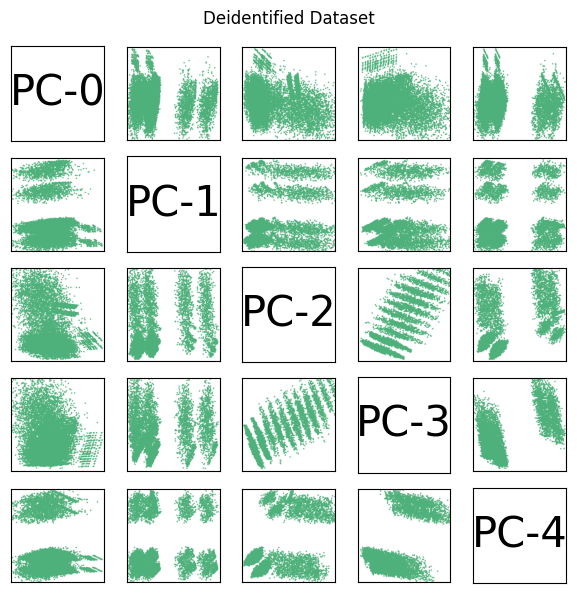 Deidentified Dataset
PC-0
PC-1
PC-2
PC-3
PC-4